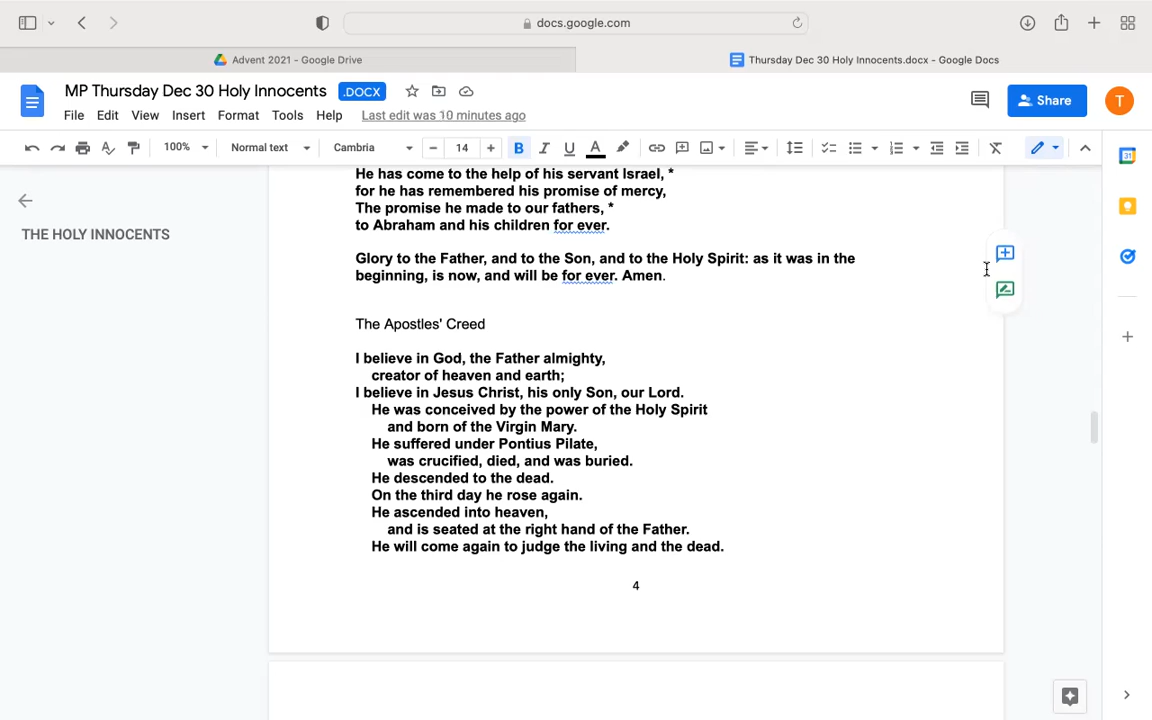 docs.google.com
Advent 2021 - Google Drive
Thursday Dec 30 Holy Innocents.docx - Google Docs
MP Thursday Dec 30 Holy Innocents .DOCX
File Edit View Insert Format Tools Help Last edit was 10 minutes ago
Share
T
100% Normal text Cambria 14 B I U A
31
THE HOLY INNOCENTS
He has come to the help of his servant Israel, *
for he has remembered his promise of mercy,
The promise he made to our fathers, *
to Abraham and his children for ever.
Glory to the Father, and to the Son, and to the Holy Spirit: as it was in the
beginning, is now, and will be for ever. Amen.
The Apostles' Creed
I believe in God, the Father almighty,
creator of heaven and earth;
I believe in Jesus Christ, his only Son, our Lord.
He was conceived by the power of the Holy Spirit
and born of the Virgin Mary.
He suffered under Pontius Pilate,
was crucified, died, and was buried.
He descended to the dead.
On the third day he rose again.
He ascended into heaven,
and is seated at the right hand of the Father.
He will come again to judge the living and the dead.
4